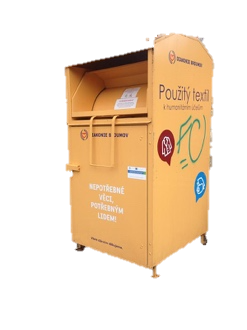 DIAKONIE BROUMOV
NEPOTŘEBNÉ
VĚCI,
POTŘEBNÝM
LIDEM!
DIAKONIE BROUMOV
Použitý textil
k humanitárním účelům